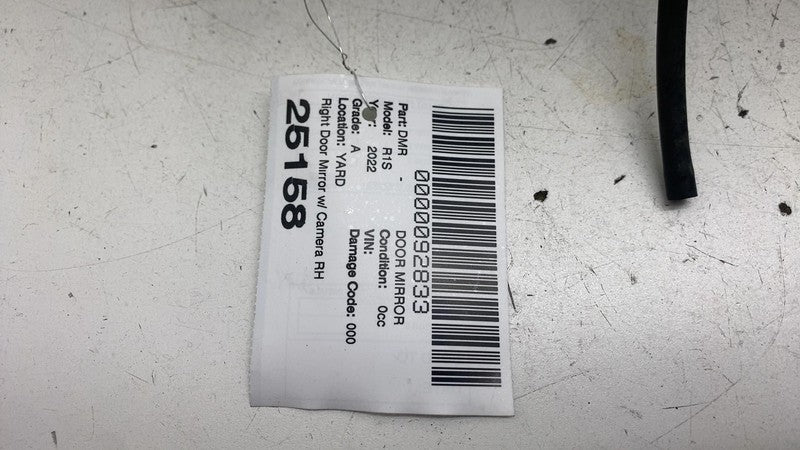 0000092833
Part: DMR - DOOR MIRROR
Model: R1S Condition: 0cc
Year: 2022 VIN:
Grade: A Damage Code: 000
Location: YARD
Right Door Mirror w/ Camera RH
25158